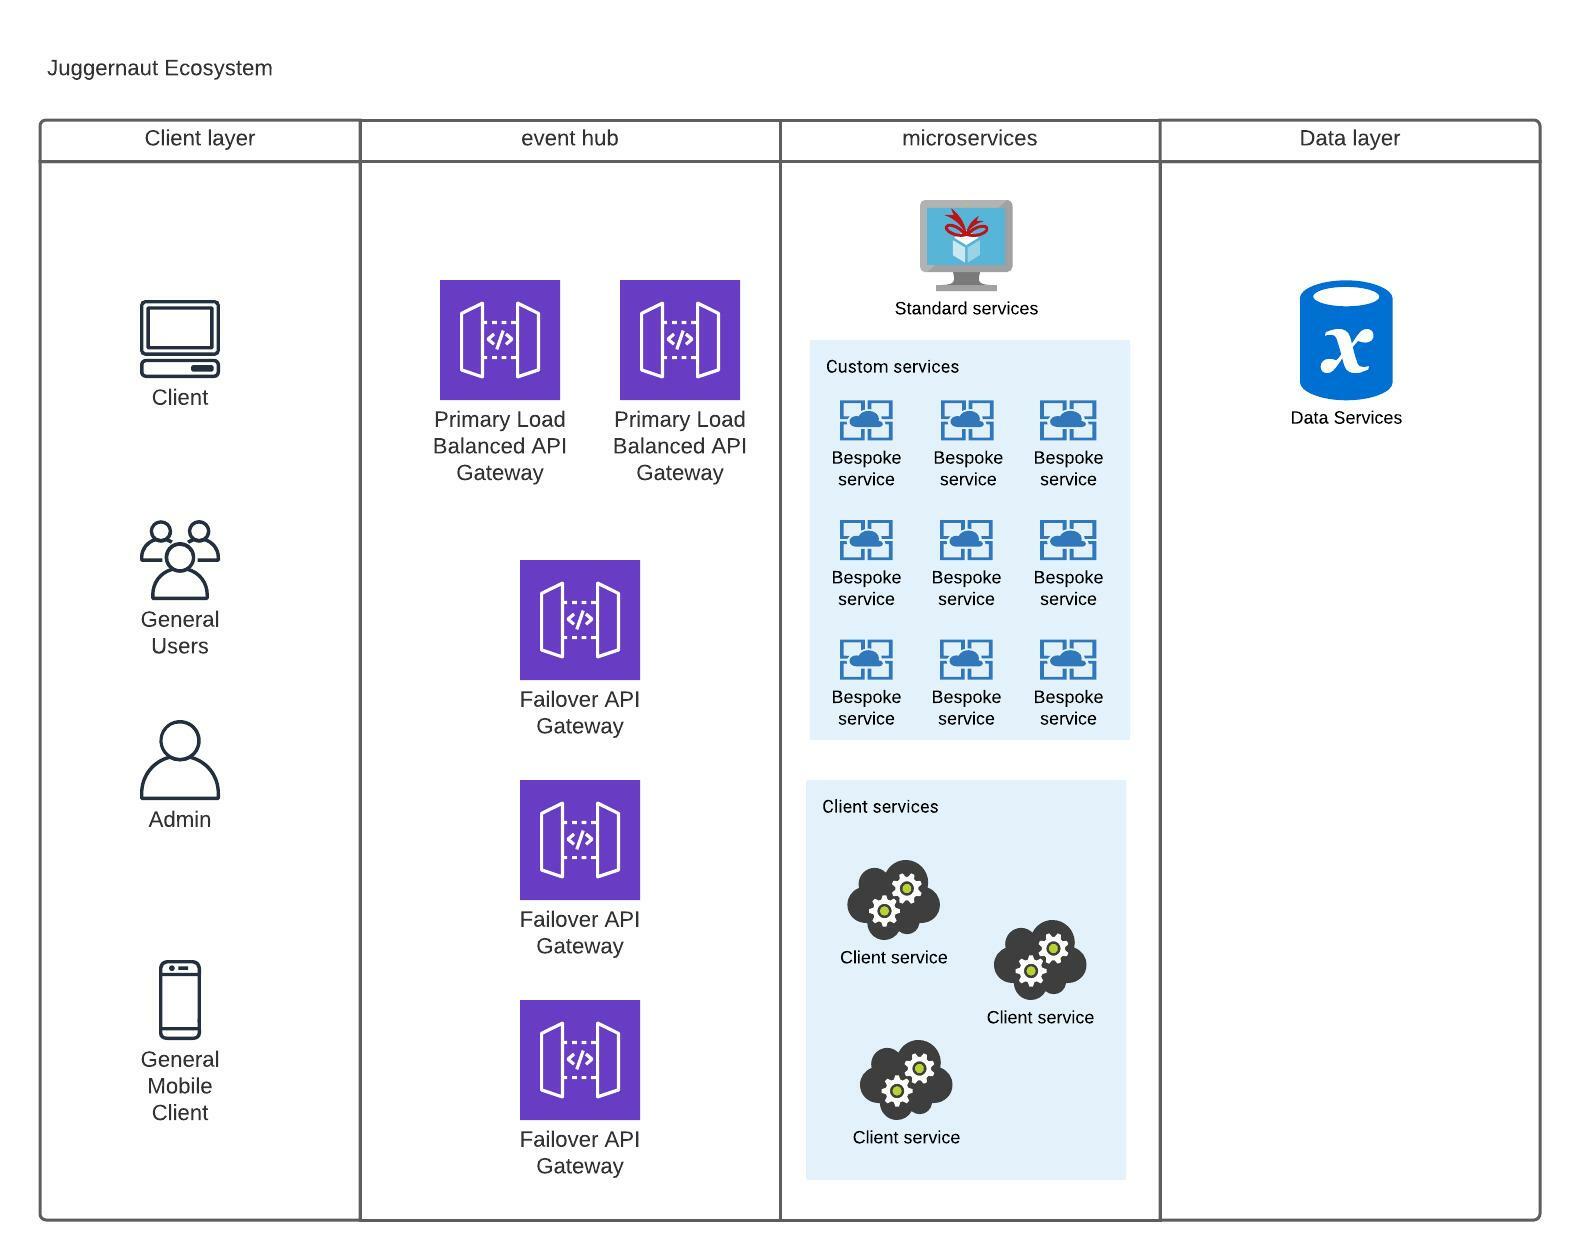 Juggernaut Ecosystem
Client layer
event hub
microservices
Data layer
Client
General
Users
Admin
General
Mobile
Client
Primary Load
Balanced API
Gateway
Primary Load
Balanced API
Gateway
Failover API
Gateway
Failover API
Gateway
Failover API
Gateway
Standard services
Custom services
Bespoke
service
Bespoke
service
Bespoke
service
Bespoke
service
Bespoke
service
Bespoke
service
Bespoke
service
Bespoke
service
Bespoke
service
Client services
Client service
Client service
Client service
x
Data Services